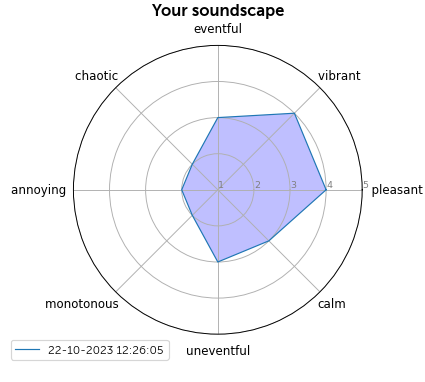 Your soundscape
eventful
chaotic
vibrant
annoying
1
2
3
4
5
pleasant
monotonous
calm
22-10-2023 12:26:05
uneventful